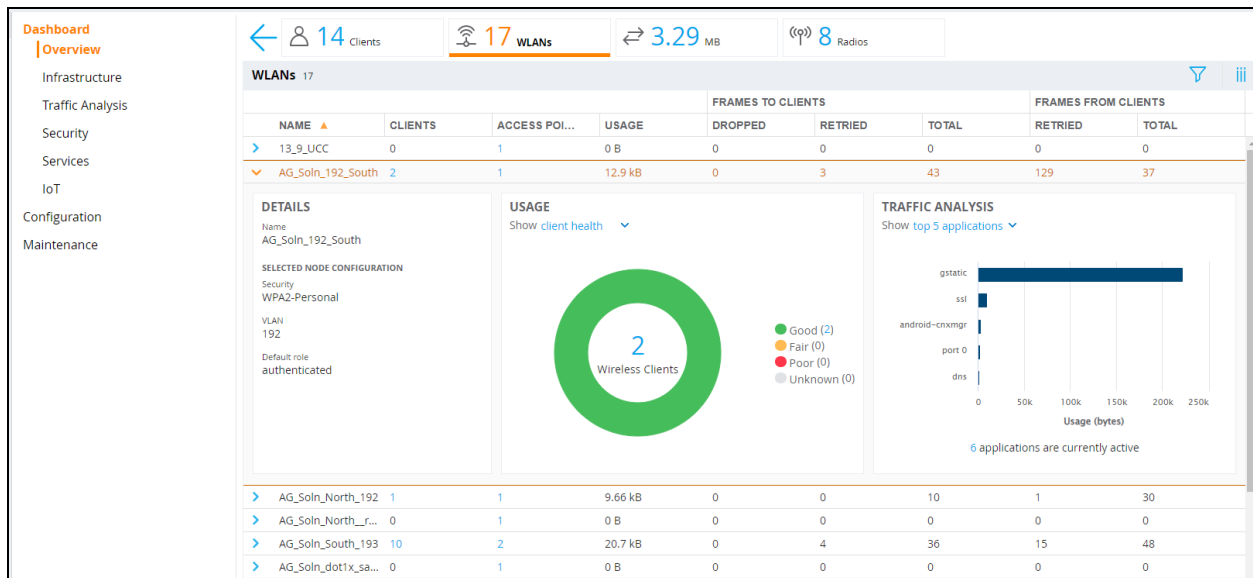 Dashboard
Overview
Infrastructure
Traffic Analysis
Security
Services
IoT
Configuration
Maintenance
14 Clients
17 WLANs
3.29 MB
8 Radios
WLANs 17
FRAMES TO CLIENTS FRAMES FROM CLIENTS
NAME CLIENTS ACCESS POI... USAGE DROPPED RETRIED TOTAL RETRIED TOTAL
13_9_UCC 0 1 0 B 0 0 0 0 0
AG_Soln_192_South 2 1 12.9 kB 0 3 43 129 37
DETAILS
Name
AG_Soln_192_South
SELECTED NODE CONFIGURATION
Security
WPA2-Personal
VLAN
192
Default role
authenticated
USAGE
Show client health
2
Wireless Clients
Good (2)
Fair (0)
Poor (0)
Unknown (0)
TRAFFIC ANALYSIS
Show top 5 applications
gstatic
ssl
android-cnxmgr
port 0
dns
0 50k 100k 150k 200k 250k
Usage (bytes)
6 applications are currently active
AG_Soln_North_192 1 1 9.66 kB 0 0 10 1 30
AG_Soln_North__r... 0 1 0 B 0 0 0 0 0
AG_Soln_South_193 10 2 20.7 kB 0 4 36 15 48
AG_Soln_dot1x_sa... 0 1 0 B 0 0 0 0 0